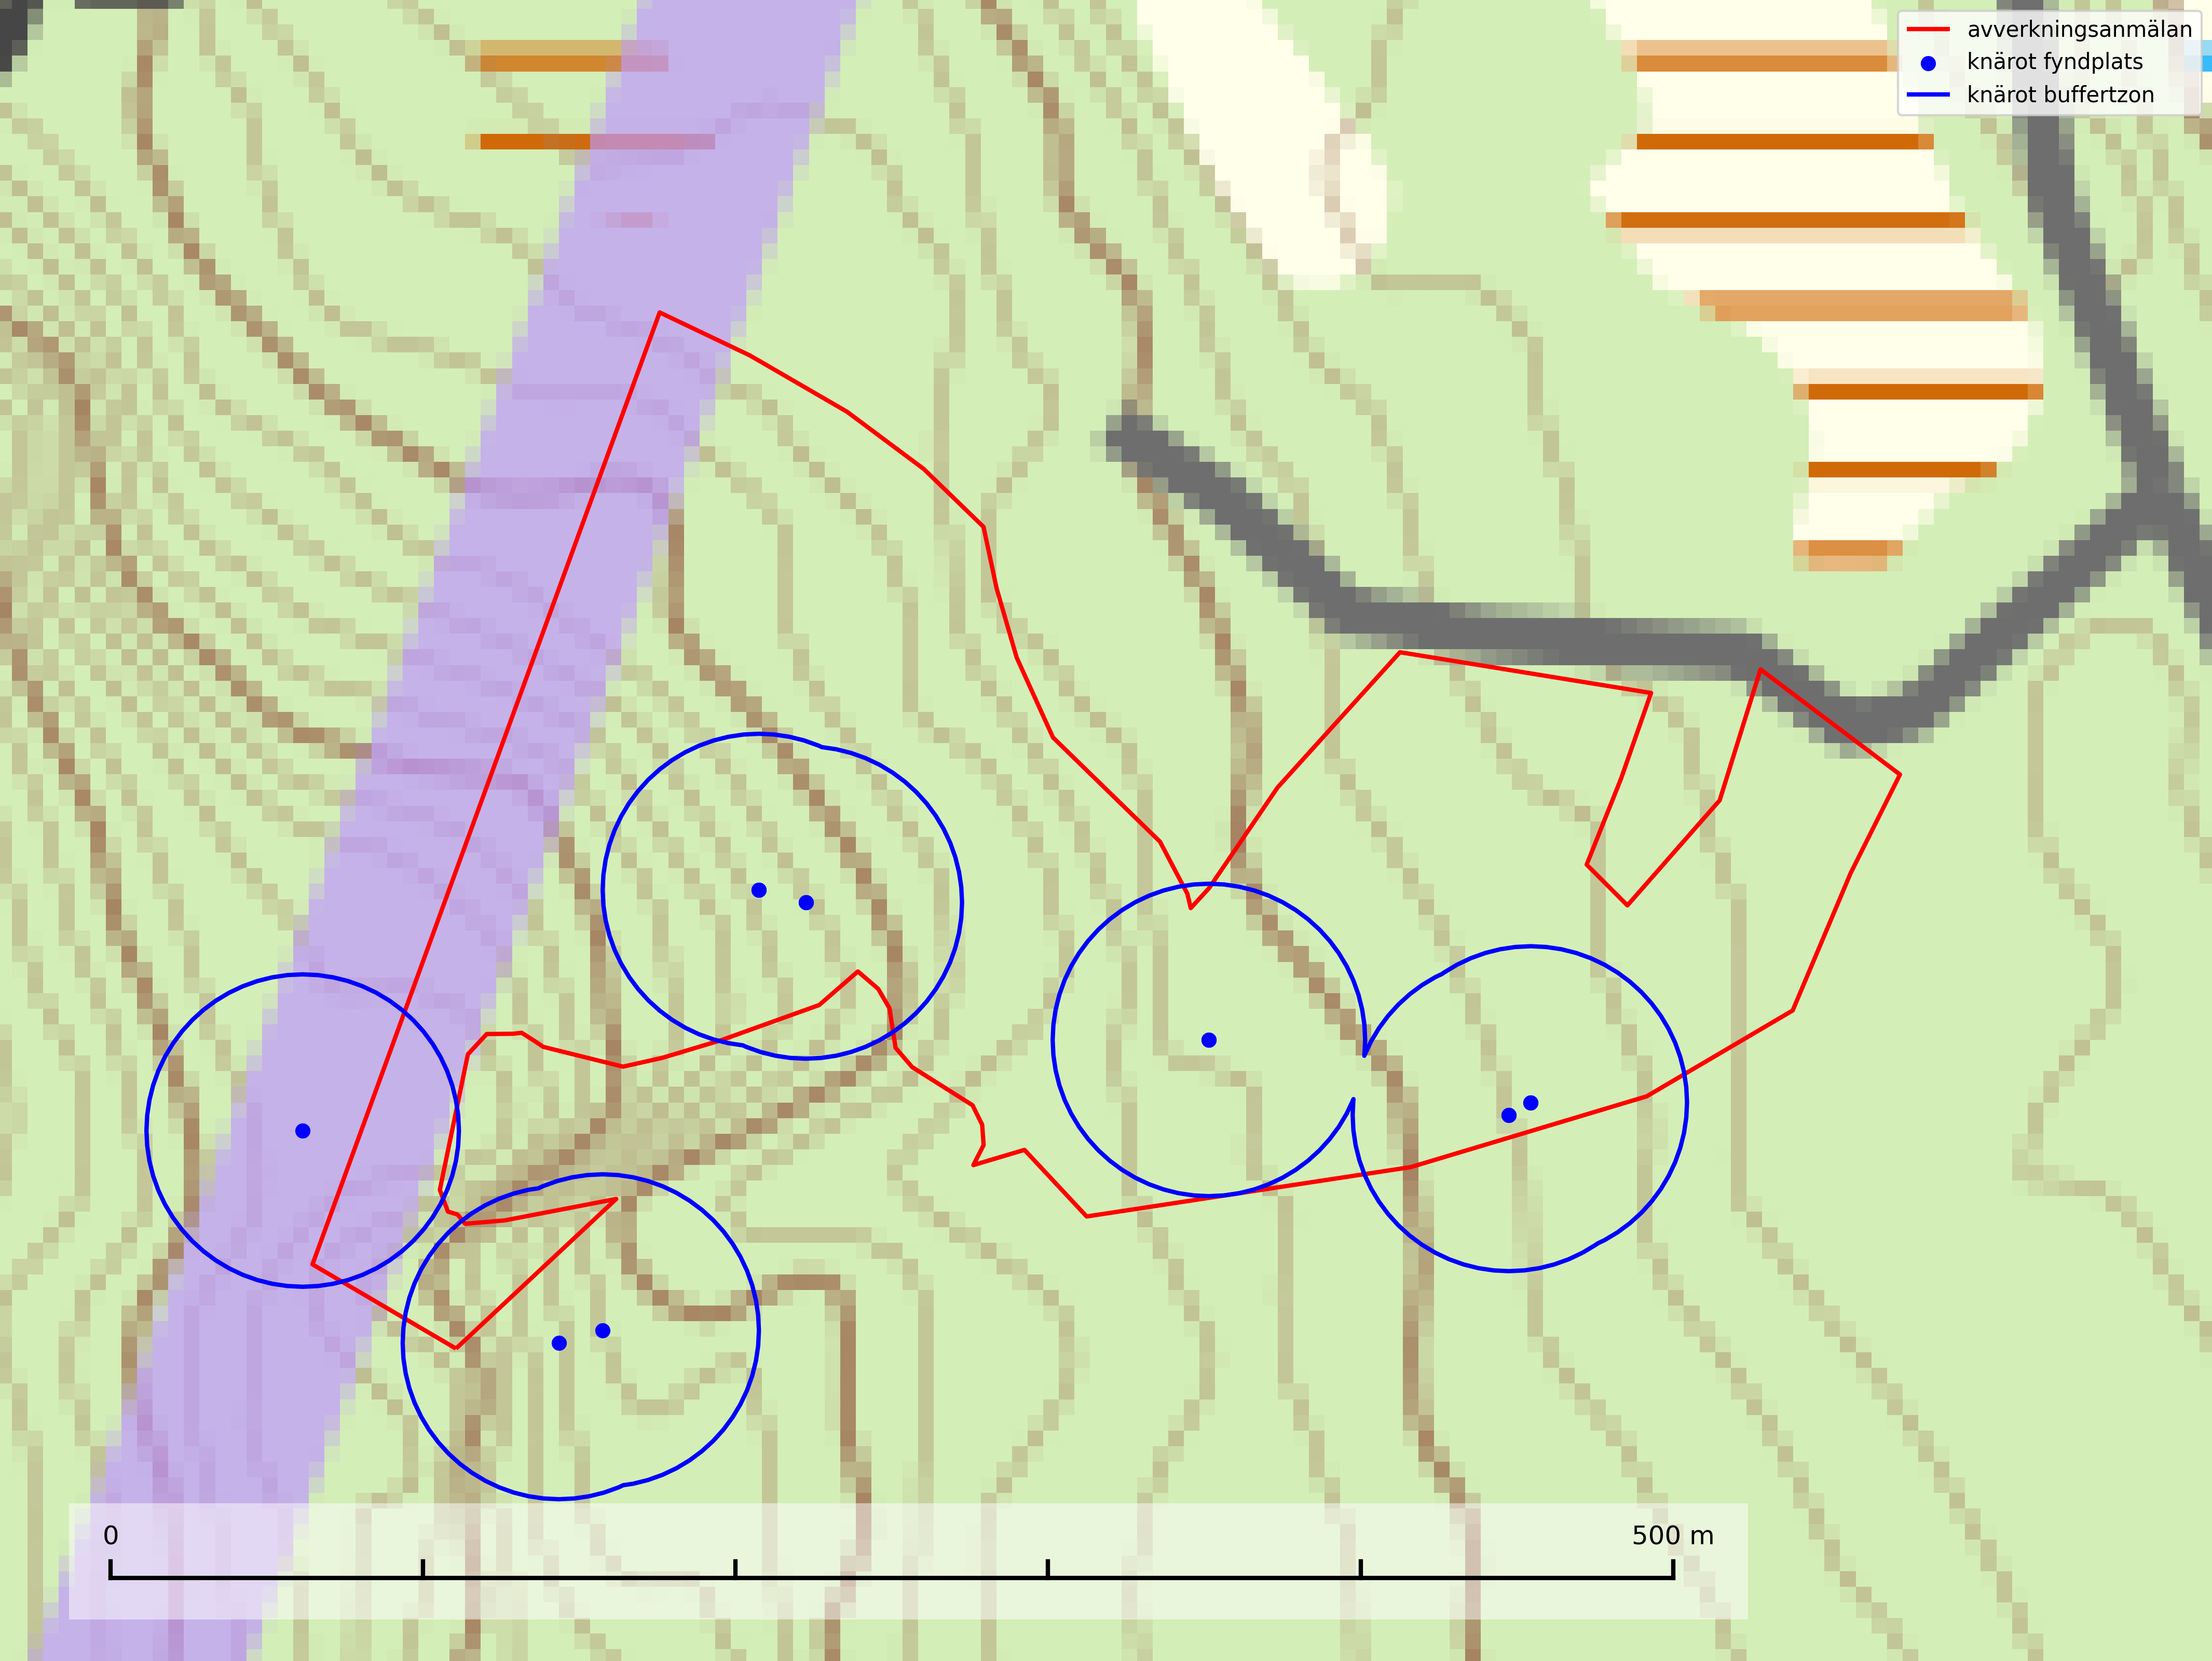 avverkningsanmälan
knärot fyndplats
knärot buffertzon
0
500 m